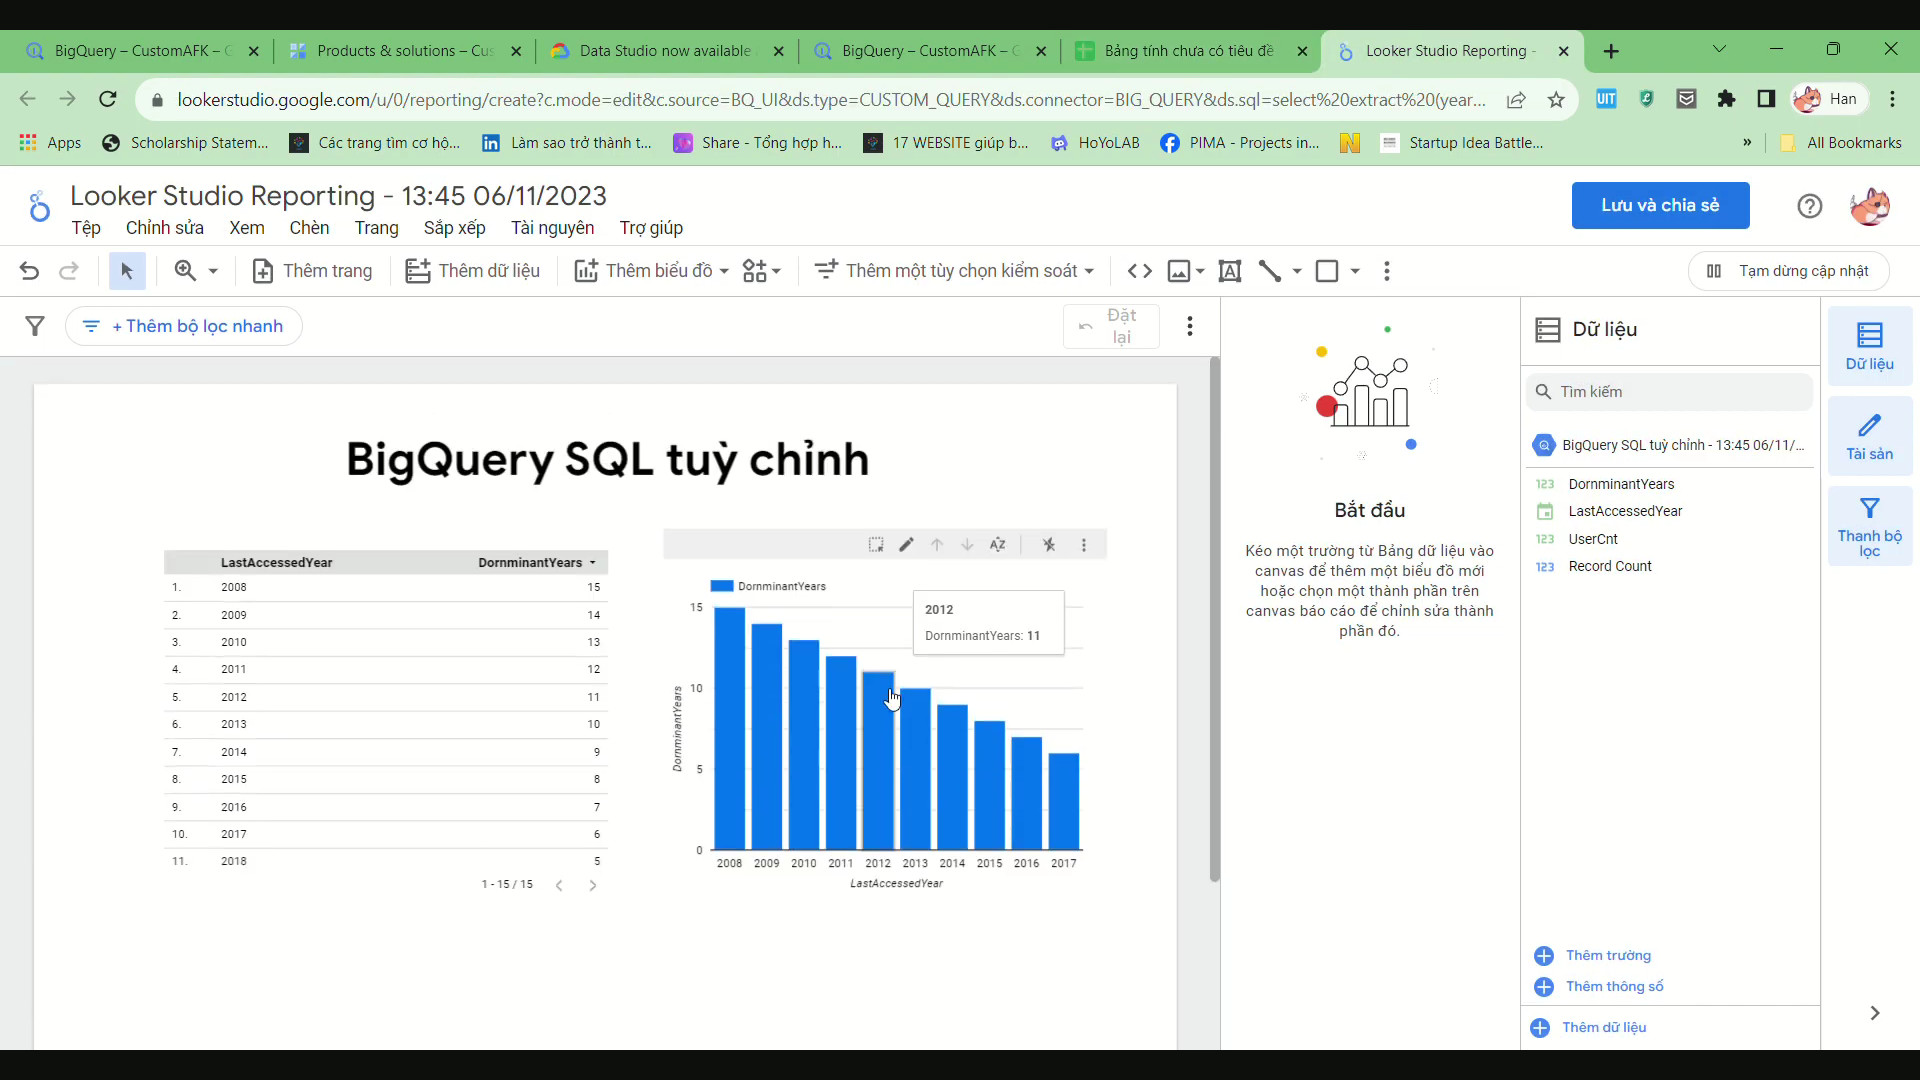 BigQuery – CustomAFK – G
Products & solutions – Cus
Data Studio now available
BigQuery – CustomAFK – G
Bảng tính chưa có tiêu đề
Looker Studio Reporting -
lookerstudio.google.com/u/0/reporting/create?c.mode=edit&c.source=BQ_UI&ds.type=CUSTOM_QUERY&ds.connector=BIG_QUERY&ds.sql=select%20extract%20(year...
UIT
Han
Apps
Scholarship Statem...
Các trang tìm cơ hộ...
Làm sao trở thành t...
Share - Tổng hợp h...
17 WEBSITE giúp b...
HoYoLAB
PIMA - Projects in...
Startup Idea Battle...
»
All Bookmarks
Looker Studio Reporting - 13:45 06/11/2023
Tệp Chỉnh sửa Xem Chèn Trang Sắp xếp Tài nguyên Trợ giúp
Lưu và chia sẻ
Thêm trang
Thêm dữ liệu
Thêm biểu đồ
Thêm một tùy chọn kiểm soát
Tạm dừng cập nhật
+ Thêm bộ lọc nhanh
Đặt
lại
BigQuery SQL tuỳ chỉnh
LastAccessedYear DornminantYears
1. 2008 15
2. 2009 14
3. 2010 13
4. 2011 12
5. 2012 11
6. 2013 10
7. 2014 9
8. 2015 8
9. 2016 7
10. 2017 6
11. 2018 5
1 - 15 / 15
DornminantYears
2012
DornminantYears: 11
DornminantYears
15
10
5
0
2008 2009 2010 2011 2012 2013 2014 2015 2016 2017
LastAccessedYear
Bắt đầu
Kéo một trường từ Bảng dữ liệu vào
canvas để thêm một biểu đồ mới
hoặc chọn một thành phần trên
canvas báo cáo để chỉnh sửa thành
phần đó.
Dữ liệu
Tìm kiếm
BigQuery SQL tuỳ chỉnh - 13:45 06/11/...
123 DornminantYears
LastAccessedYear
123 UserCnt
123 Record Count
Thêm trường
Thêm thông số
Thêm dữ liệu
Dữ liệu
Tài sản
Thanh bộ
lọc